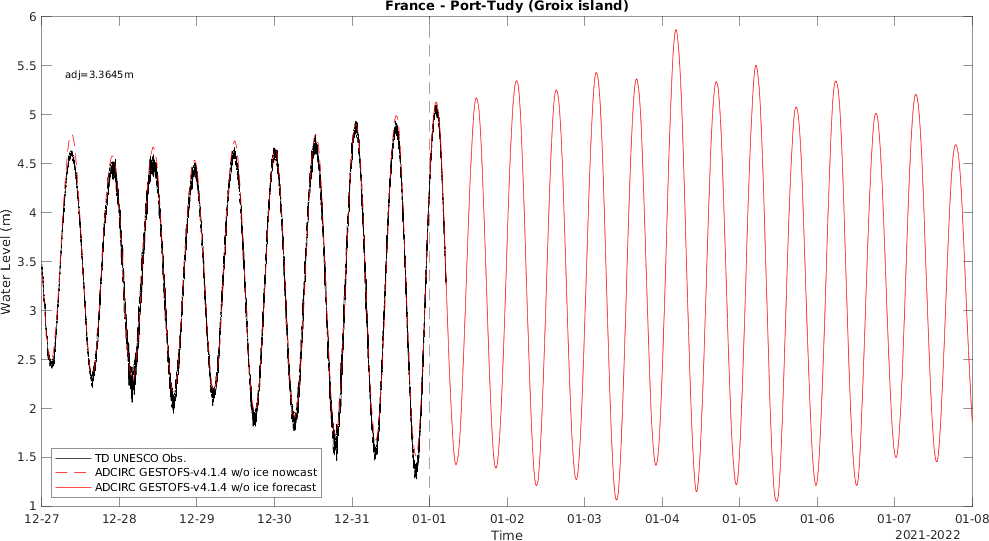 France - Port-Tudy (Groix island)
6
5.5
5
4.5
4
3.5
3
2.5
2
1.5
1
Water Level (m)
adj=3.3645m
TD UNESCO Obs.
ADCIRC GESTOFS-v4.1.4 w/o ice nowcast
ADCIRC GESTOFS-v4.1.4 w/o ice forecast
12-27 12-28 12-29 12-30 12-31 01-01 01-02 01-03 01-04 01-05 01-06 01-07 01-08
Time
2021-2022